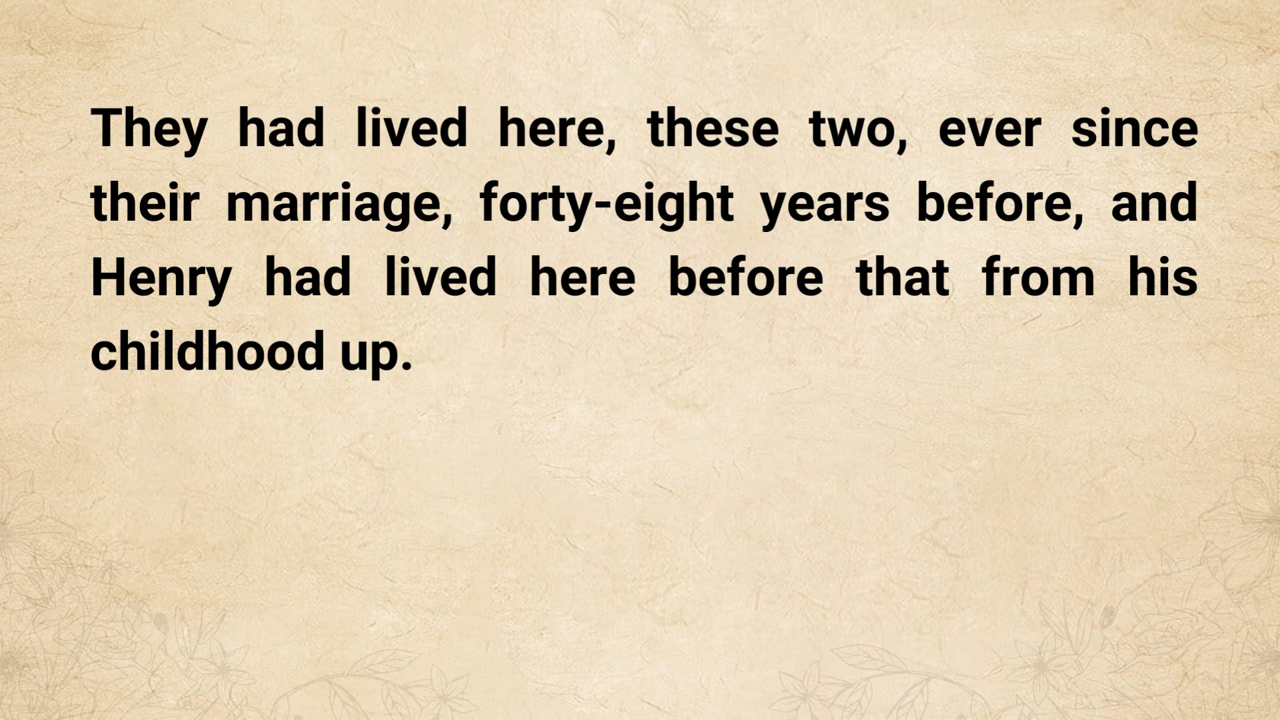 They had lived here, these two, ever since
their marriage, forty-eight years before, and
Henry had lived here before that from his
childhood up.